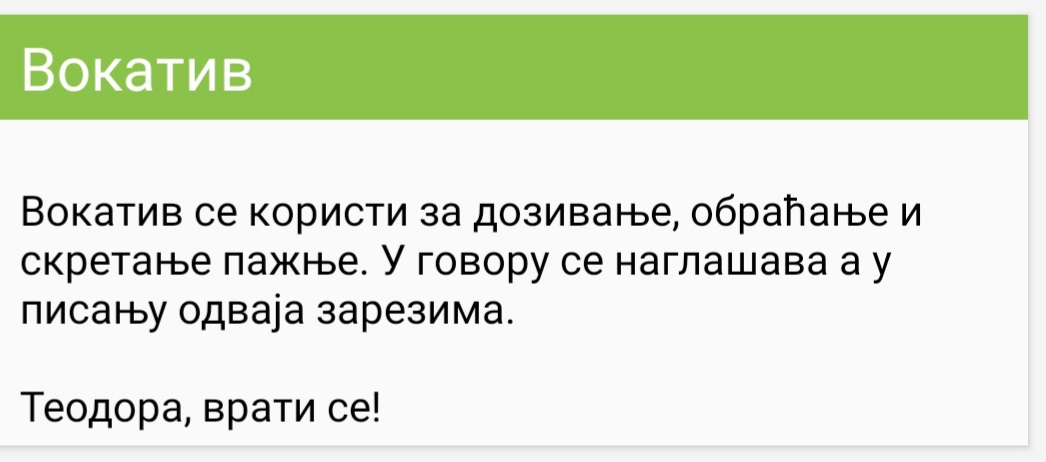 Вокатив
Вокатив се користи за дозивање, обраћање и
скретање пажње. У говору се наглашава а у
писању одваја зарезима.
Теодора, врати се!